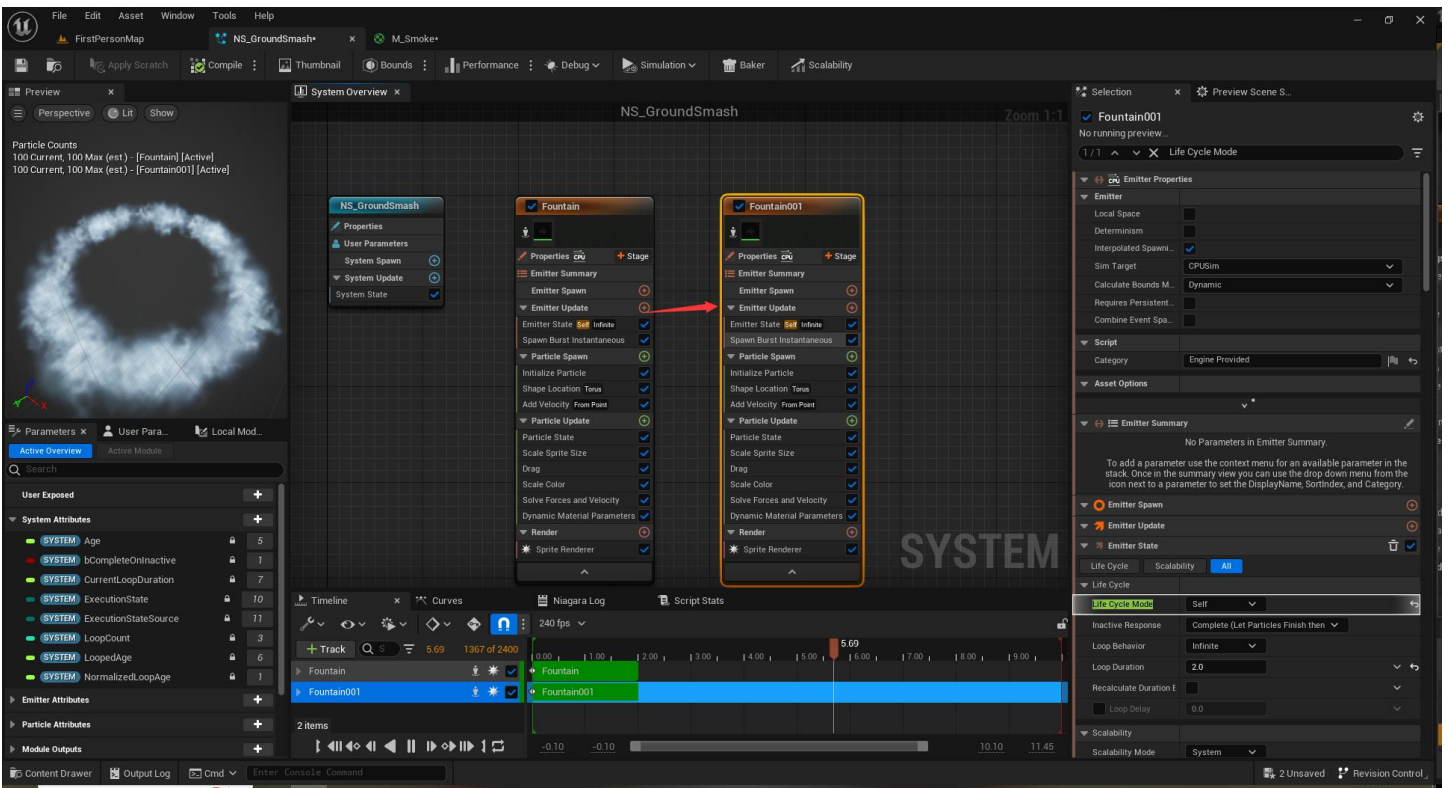 File Edit Asset Window Tools Help
FirstPersonMap NS_GroundSmash• × M_Smoke•
Apply Scratch Compile Thumbnail Bounds Performance Debug Simulation Baker Scalability
Preview ×
Perspective Lit Show
Particle Counts
100 Current, 100 Max (est.) - [Fountain] [Active]
100 Current, 100 Max (est.) - [Fountain001] [Active]
System Overview ×
NS_GroundSmash
Zoom 1:1
NS_GroundSmash
Properties
User Parameters
System Spawn
System Update
System State
Fountain
Properties CPU + Stage
Emitter Summary
Emitter Spawn
Emitter Update
Emitter State Self Infinite
Spawn Burst Instantaneous
Particle Spawn
Initialize Particle
Shape Location Torus
Add Velocity From Point
Particle Update
Particle State
Scale Sprite Size
Drag
Scale Color
Solve Forces and Velocity
Dynamic Material Parameters
Render
Sprite Renderer
Fountain001
Properties CPU + Stage
Emitter Summary
Emitter Spawn
Emitter Update
Emitter State Self Infinite
Spawn Burst Instantaneous
Particle Spawn
Initialize Particle
Shape Location Torus
Add Velocity From Point
Particle Update
Particle State
Scale Sprite Size
Drag
Scale Color
Solve Forces and Velocity
Dynamic Material Parameters
Render
Sprite Renderer
SYSTEM
Parameters × User Para... Local Mod...
Active Overview Active Module
Search
User Exposed
System Attributes
SYSTEM Age 5
SYSTEM bCompleteOnInactive 1
SYSTEM CurrentLoopDuration 7
SYSTEM ExecutionState 10
SYSTEM ExecutionStateSource 11
SYSTEM LoopCount 3
SYSTEM LoopedAge 6
SYSTEM NormalizedLoopAge 1
Emitter Attributes
Particle Attributes
Module Outputs
Timeline × Curves Niagara Log Script Stats
240 fps
+ Track S 5.69 1367 of 2400
0.00 1.00 2.00 3.00 4.00 5.00 5.69 6.00 7.00 8.00 9.00
Fountain Fountain
Fountain001 Fountain001
2 items
-0.10 -0.10 10.10 11.45
Selection × Preview Scene S...
Fountain001
No running preview...
1/1 Life Cycle Mode
Emitter Properties
Emitter
Local Space
Determinism
Interpolated Spawni...
Sim Target CPUSim
Calculate Bounds M... Dynamic
Requires Persistent...
Combine Event Spa...
Script
Category Engine Provided
Asset Options
Emitter Summary
No Parameters in Emitter Summary.
To add a parameter use the context menu for an available parameter in the
stack. Once in the summary view you can use the drop down menu from the
icon next to a parameter to set the DisplayName, SortIndex, and Category.
Emitter Spawn
Emitter Update
Emitter State
Life Cycle Scalability All
Life Cycle
Life Cycle Mode Self
Inactive Response Complete (Let Particles Finish then
Loop Behavior Infinite
Loop Duration 2.0
Recalculate Duration E
Loop Delay 0.0
Scalability
Scalability Mode System
Content Drawer Output Log Cmd Enter Console Command 2 Unsaved Revision Control